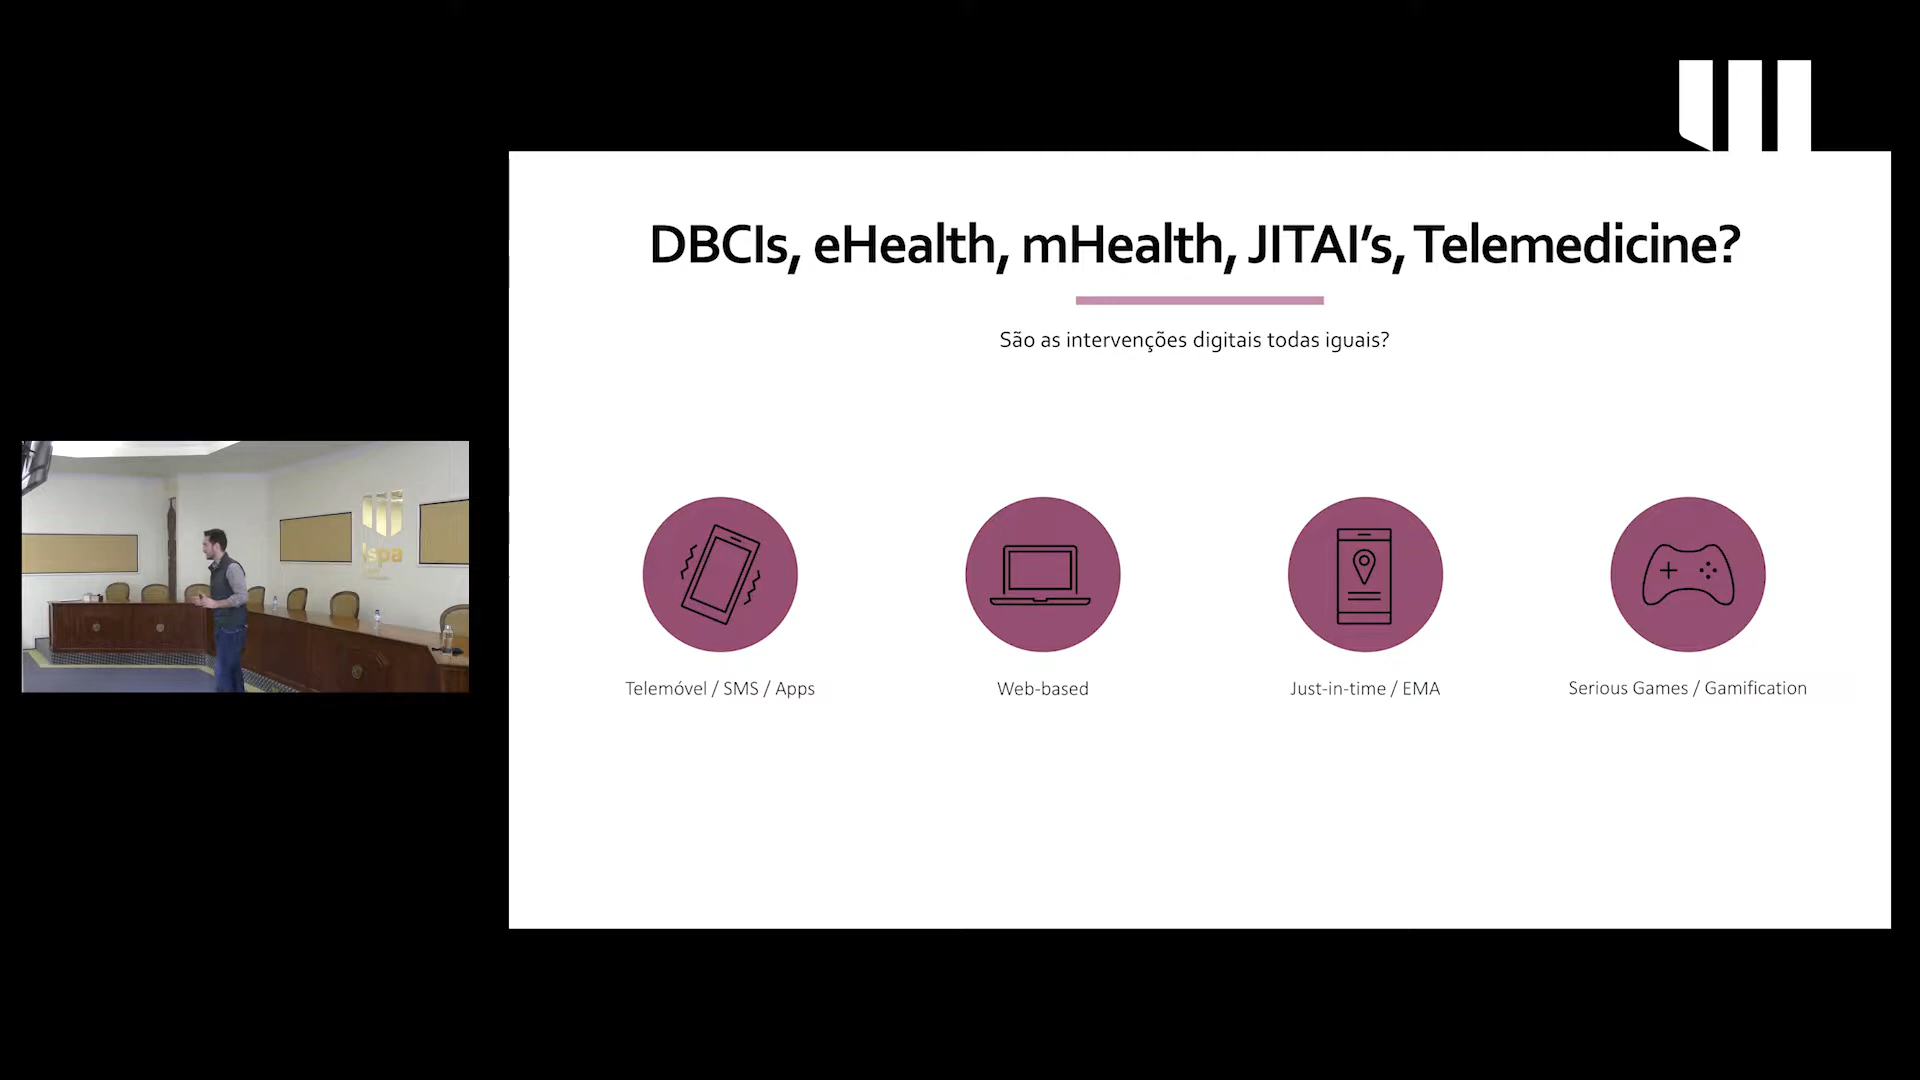 DBCIs, eHealth, mHealth, JITAI’s, Telemedicine?
São as intervenções digitais todas iguais?
Telemóvel / SMS / Apps
Web-based
Just-in-time / EMA
Serious Games / Gamification
ispa